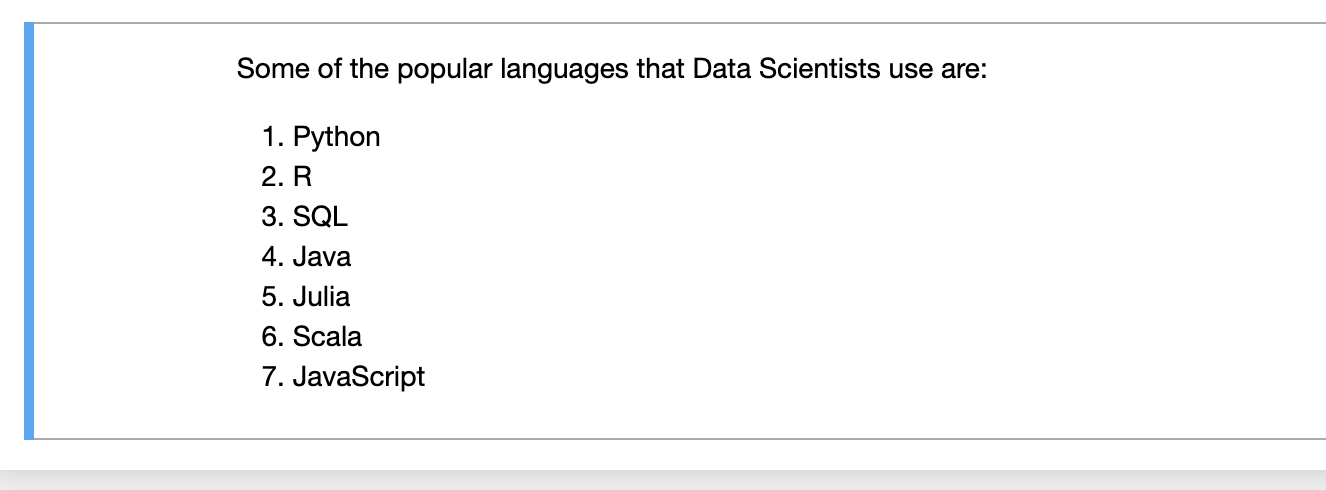 Some of the popular languages that Data Scientists use are:
1. Python
2. R
3. SQL
4. Java
5. Julia
6. Scala
7. JavaScript